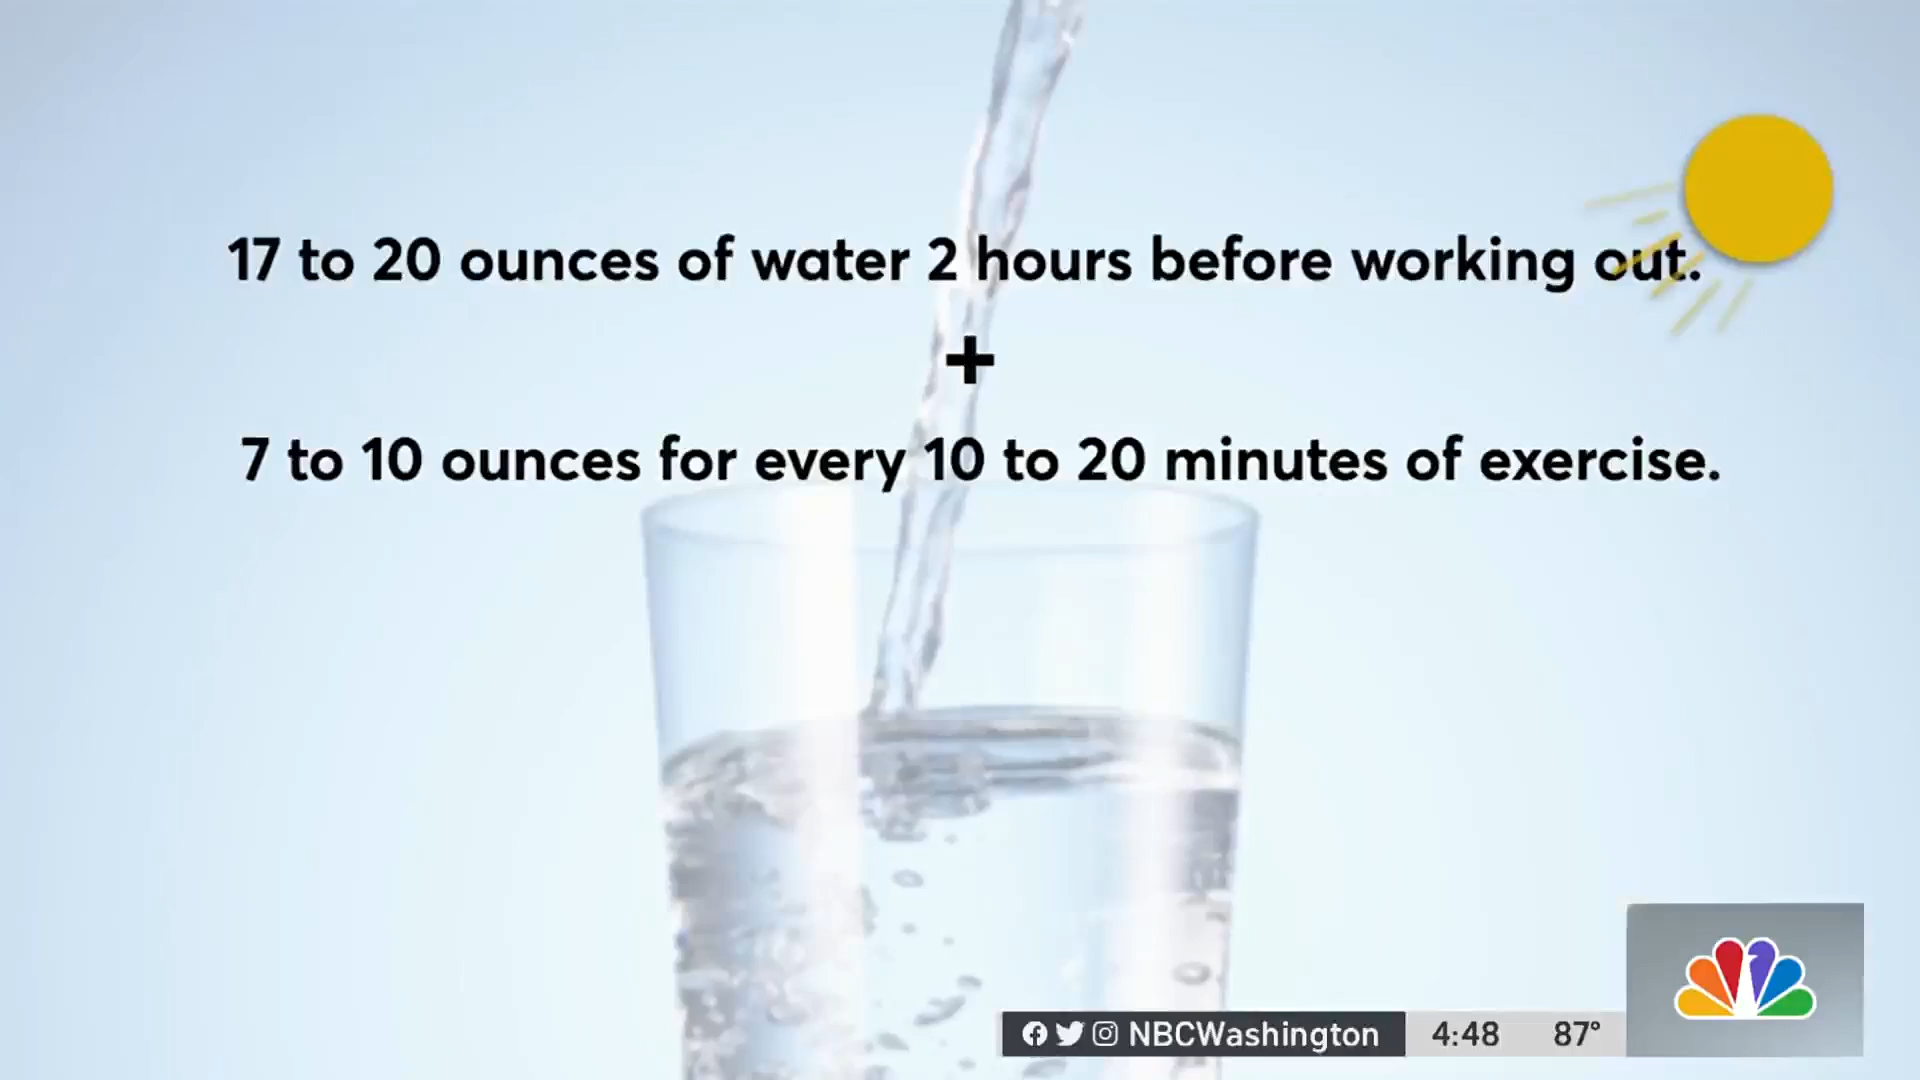 17 to 20 ounces of water 2 hours before working out.
+
7 to 10 ounces for every 10 to 20 minutes of exercise.
NBCWashington 4:48 87°